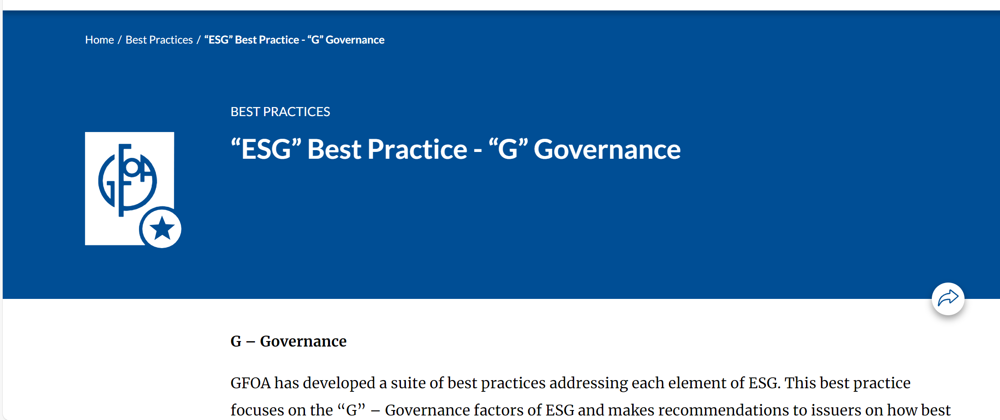 Home / Best Practices / “ESG” Best Practice - “G” Governance
BEST PRACTICES
“ESG” Best Practice - “G” Governance
GFOA
G – Governance
GFOA has developed a suite of best practices addressing each element of ESG. This best practice
focuses on the “G” – Governance factors of ESG and makes recommendations to issuers on how best